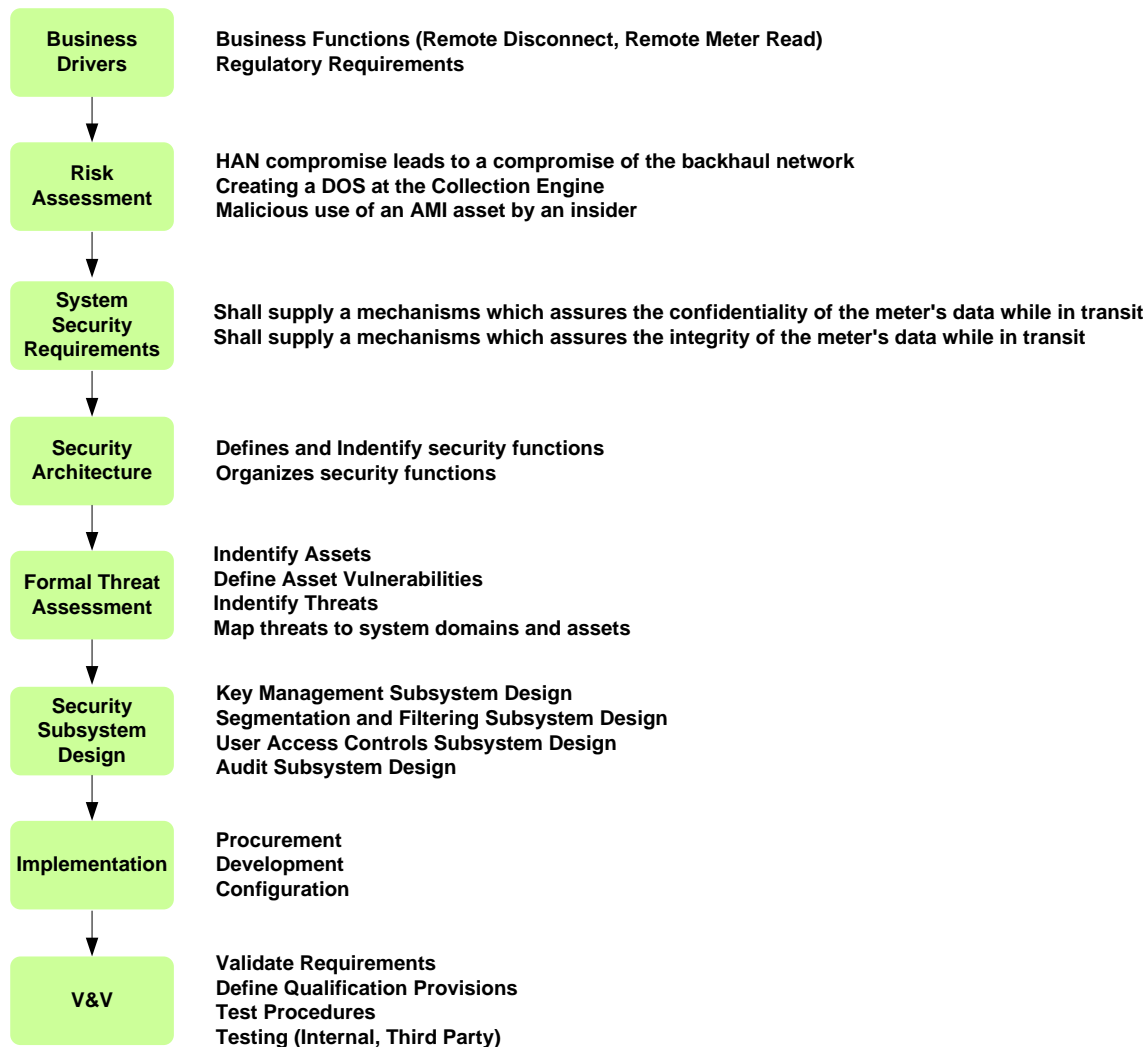 Business
Drivers
Business Functions (Remote Disconnect, Remote Meter Read)
Regulatory Requirements
Risk
Assessment
HAN compromise leads to a compromise of the backhaul network
Creating a DOS at the Collection Engine
Malicious use of an AMI asset by an insider
System
Security
Requirements
Shall supply a mechanisms which assures the confidentiality of the meter's data while in transit
Shall supply a mechanisms which assures the integrity of the meter's data while in transit
Security
Architecture
Defines and Indentify security functions
Organizes security functions
Formal Threat
Assessment
Indentify Assets
Define Asset Vulnerabilities
Indentify Threats
Map threats to system domains and assets
Security
Subsystem
Design
Key Management Subsystem Design
Segmentation and Filtering Subsystem Design
User Access Controls Subsystem Design
Audit Subsystem Design
Implementation
Procurement
Development
Configuration
V&V
Validate Requirements
Define Qualification Provisions
Test Procedures
Testing (Internal, Third Party)